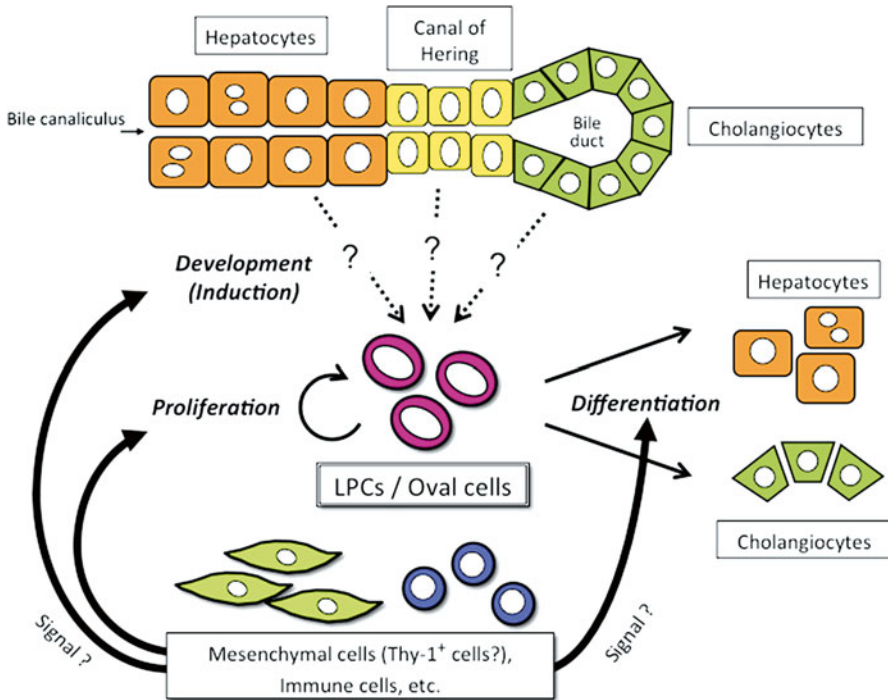 Hepatocytes
Canal of
Hering
Bile canaliculus
Bile
duct
Cholangiocytes
?
?
?
Development
(Induction)
Hepatocytes
Proliferation
Differentiation
LPCs / Oval cells
Cholangiocytes
Signal ?
Signal ?
Mesenchymal cells (Thy-1⁺ cells?),
Immune cells, etc.